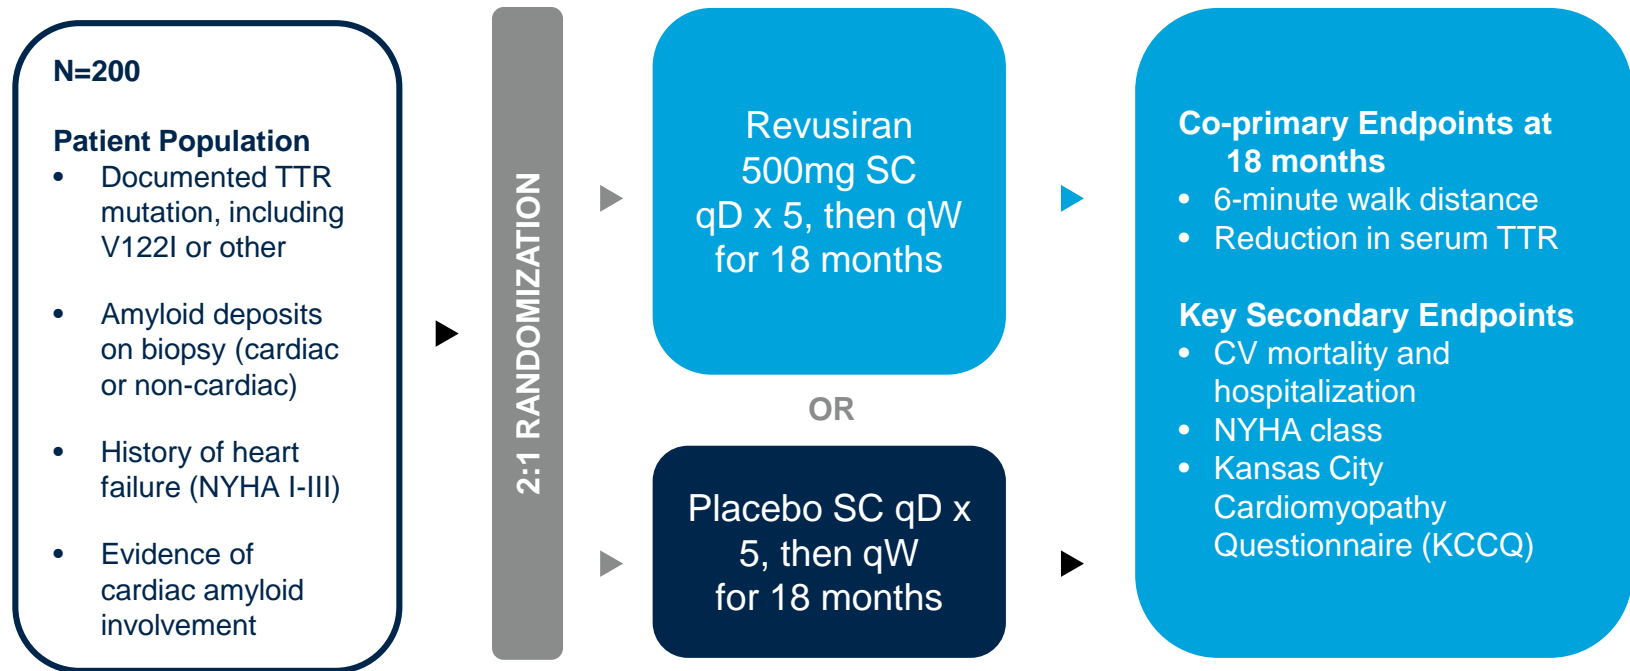 N=200
Patient Population
• Documented TTR
mutation, including
V122I or other
• Amyloid deposits
on biopsy (cardiac
or non-cardiac)
• History of heart
failure (NYHA I-III)
• Evidence of
cardiac amyloid
involvement
2:1 RANDOMIZATION
Revusiran
500mg SC
qD x 5, then qW
for 18 months
OR
Placebo SC qD x
5, then qW
for 18 months
Co-primary Endpoints at
18 months
• 6-minute walk distance
• Reduction in serum TTR
Key Secondary Endpoints
• CV mortality and
hospitalization
• NYHA class
• Kansas City
Cardiomyopathy
Questionnaire (KCCQ)